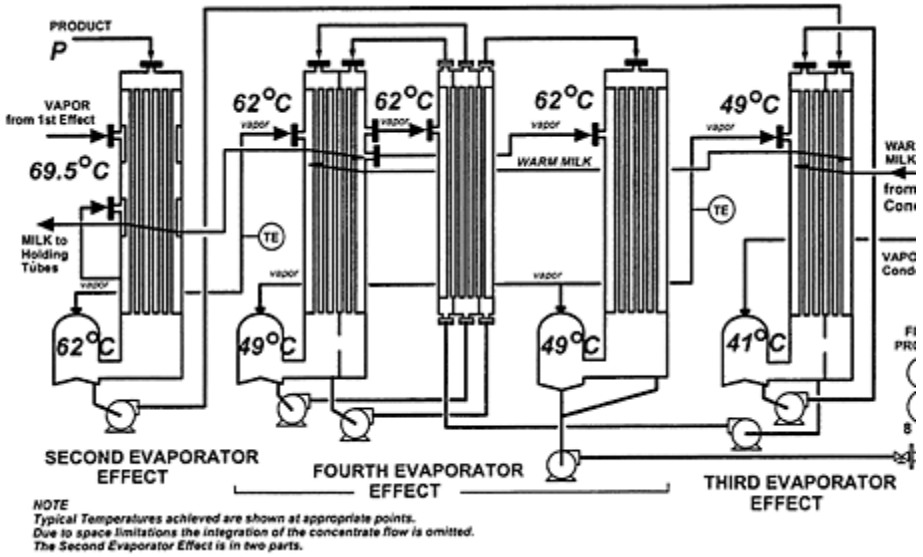 PRODUCT
P
VAPOR
from 1st Effect
69.5°C
MILK to
Holding
Tubes
vapor
62°C
62°C
vapor
TE
vapor
49°C
62°C
vapor
62°C
vapor
WARM MILK
vapor
49°C
49°C
vapor
TE
WAR
MILK
from
Cond
VAPO
Conde
41°C
F
PRO
8
SECOND EVAPORATOR
EFFECT
FOURTH EVAPORATOR
EFFECT
THIRD EVAPORATOR
EFFECT
NOTE
Typical Temperatures achieved are shown at appropriate points.
Due to space limitations the integration of the concentrate flow is omitted.
The Second Evaporator Effect is in two parts.